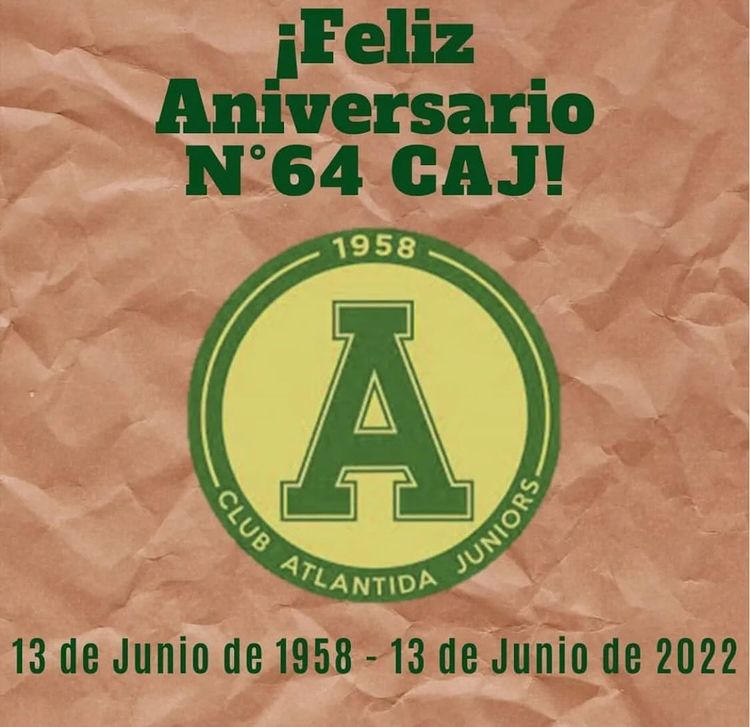 ¡Feliz
Aniversario
N°64 CAJ!
1958
CLUB ATLANTIDA JUNIORS
13 de Junio de 1958 - 13 de Junio de 2022